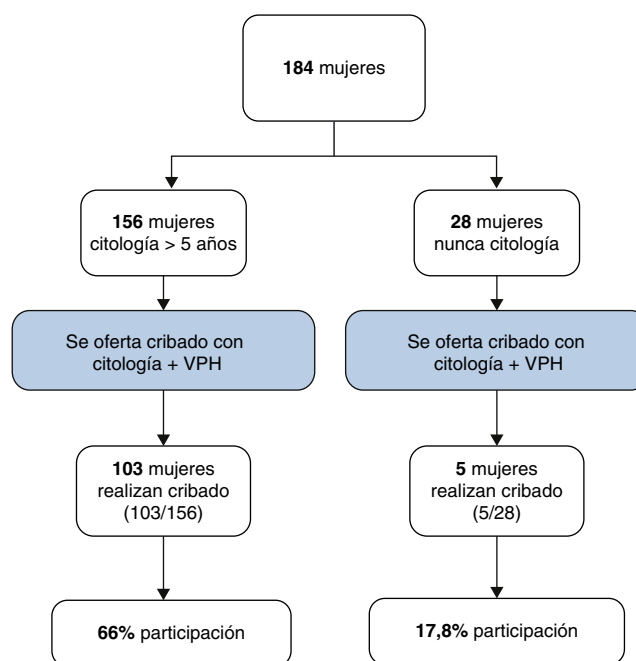 184 mujeres
156 mujeres
citología > 5 años
28 mujeres
nunca citología
Se oferta cribado con
citología + VPH
Se oferta cribado con
citología + VPH
103 mujeres
realizan cribado
(103/156)
5 mujeres
realizan cribado
(5/28)
66% participación
17,8% participación